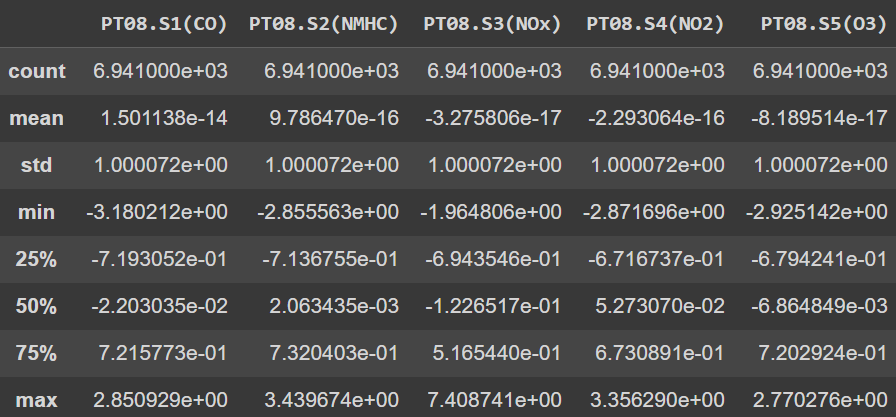 PT08.S1(CO) PT08.S2(NMHC) PT08.S3(NOx) PT08.S4(NO2) PT08.S5(O3)
count 6.941000e+03 6.941000e+03 6.941000e+03 6.941000e+03 6.941000e+03
mean 1.501138e-14 9.786470e-16 -3.275806e-17 -2.293064e-16 -8.189514e-17
std 1.000072e+00 1.000072e+00 1.000072e+00 1.000072e+00 1.000072e+00
min -3.180212e+00 -2.855563e+00 -1.964806e+00 -2.871696e+00 -2.925142e+00
25% -7.193052e-01 -7.136755e-01 -6.943546e-01 -6.716737e-01 -6.794241e-01
50% -2.203035e-02 2.063435e-03 -1.226517e-01 5.273070e-02 -6.864849e-03
75% 7.215773e-01 7.320403e-01 5.165440e-01 6.730891e-01 7.202924e-01... 
max 2.850929e+00 3.439674e+00 7.408741e+00 3.356290e+00 2.770276e+00